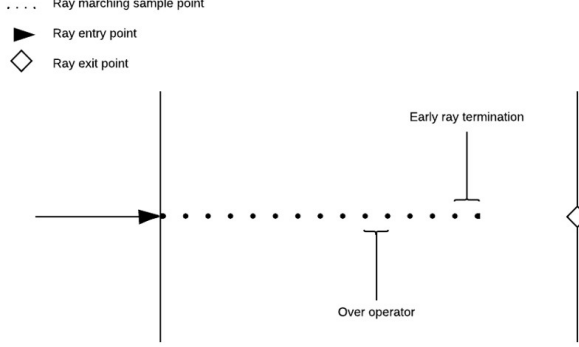 Ray marching sample point
Ray entry point
Ray exit point
Early ray termination
Over operator